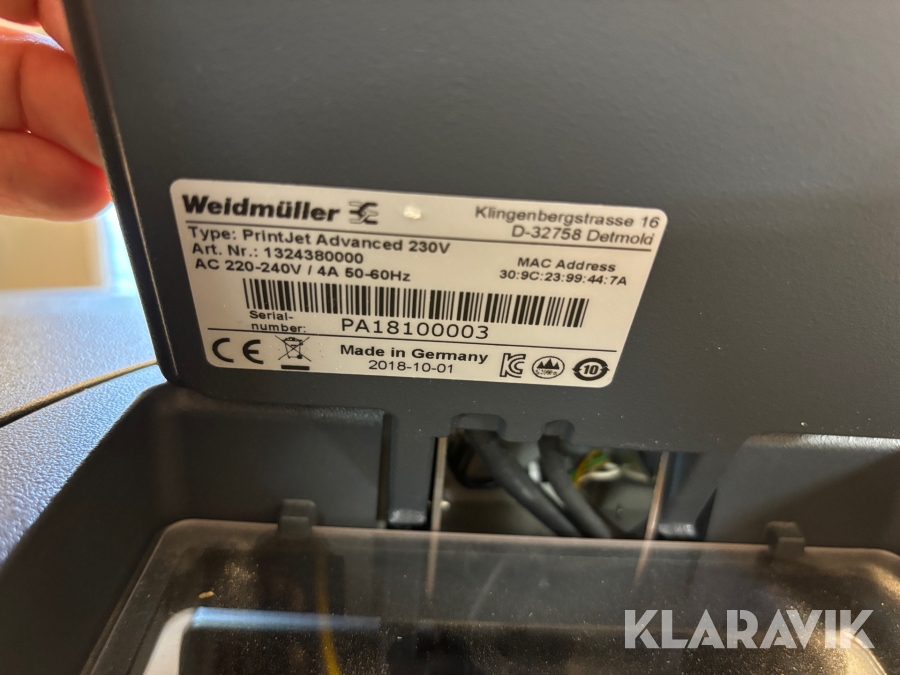 Weidmüller
Klingenbergstrasse 16
D-32758 Detmold
Type: PrintJet Advanced 230V
Art. Nr.: 1324380000
AC 220-240V / 4A 50-60Hz
MAC Address
30:9C:23:99:44:7A
Serial-
number:
PA18100003
CE
Made in Germany
2018-10-01
10
KLARAVIK